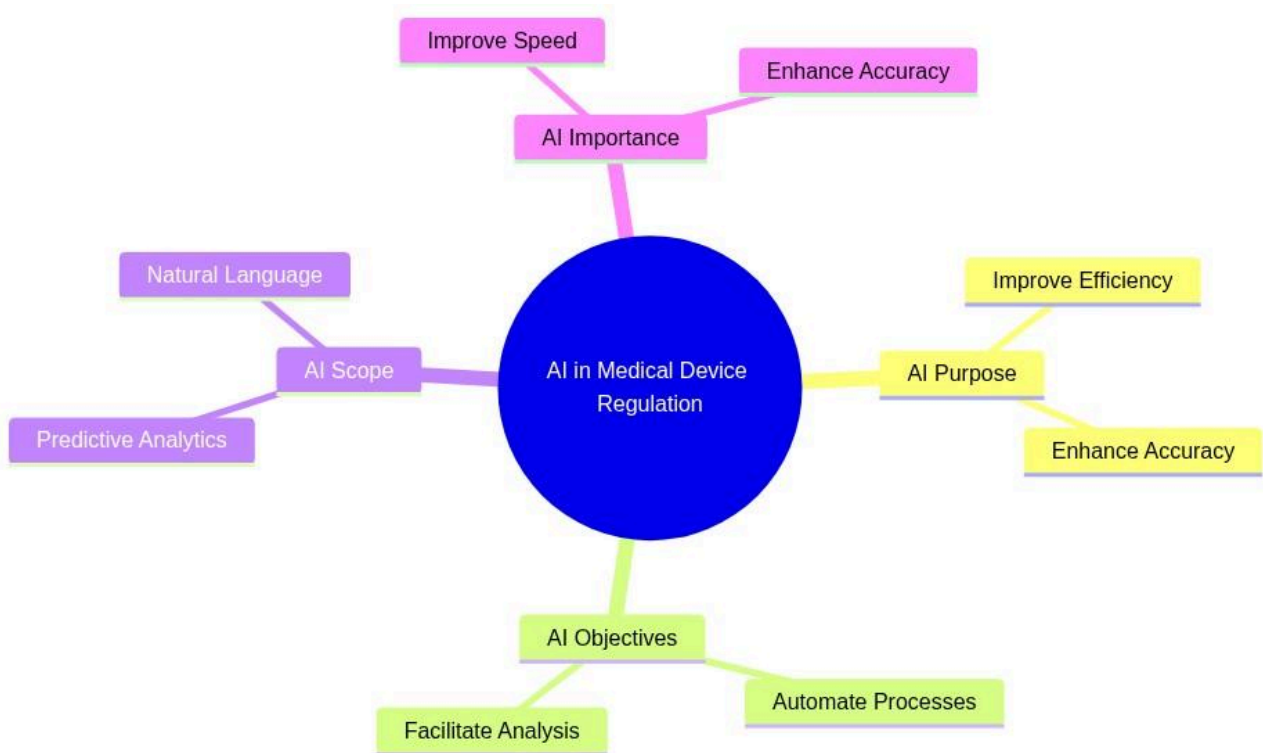 Improve Speed
Enhance Accuracy
AI Importance
Natural Language
Improve Efficiency
AI Scope
AI in Medical Device
Regulation
AI Purpose
Predictive Analytics
Enhance Accuracy
AI Objectives
Automate Processes
Facilitate Analysis